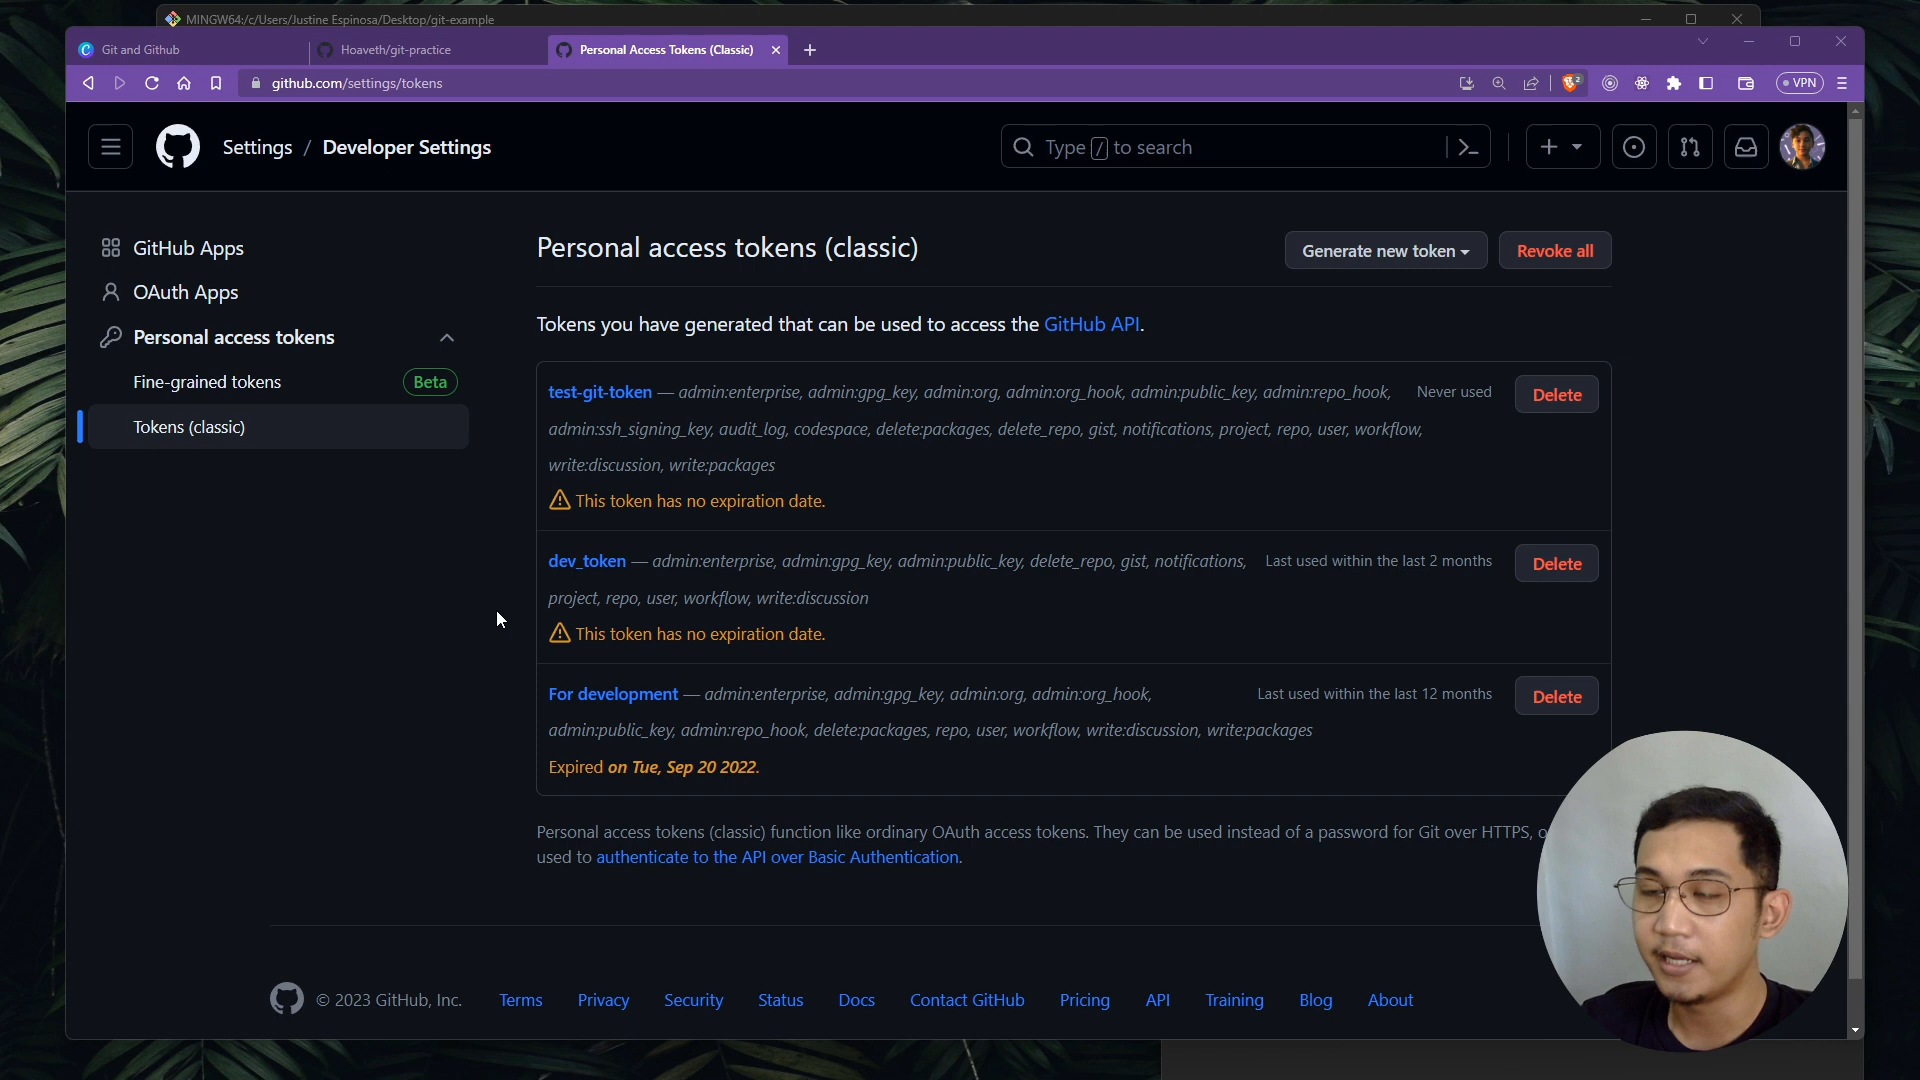 MINGW64:/c/Users/Justine Espinosa/Desktop/git-example
Git and Github
Hoaveth/git-practice
Personal Access Tokens (Classic)
github.com/settings/tokens
2
VPN
Settings / Developer Settings
Type / to search
GitHub Apps
OAuth Apps
Personal access tokens
Fine-grained tokens
Beta
Tokens (classic)
Personal access tokens (classic)
Generate new token
Revoke all
Tokens you have generated that can be used to access the GitHub API.
test-git-token — admin:enterprise, admin:gpg_key, admin:org, admin:org_hook, admin:public_key, admin:repo_hook,
Never used
Delete
admin:ssh_signing_key, audit_log, codespace, delete:packages, delete_repo, gist, notifications, project, repo, user, workflow,
write:discussion, write:packages
This token has no expiration date.
dev_token — admin:enterprise, admin:gpg_key, admin:public_key, delete_repo, gist, notifications,
Last used within the last 2 months
Delete
project, repo, user, workflow, write:discussion
This token has no expiration date.
For development — admin:enterprise, admin:gpg_key, admin:org, admin:org_hook,
Last used within the last 12 months
Delete
admin:public_key, admin:repo_hook, delete:packages, repo, user, workflow, write:discussion, write:packages
Expired on Tue, Sep 20 2022.
Personal access tokens (classic) function like ordinary OAuth access tokens. They can be used instead of a password for Git over HTTPS, o
used to authenticate to the API over Basic Authentication.
© 2023 GitHub, Inc.
Terms
Privacy
Security
Status
Docs
Contact GitHub
Pricing
API
Training
Blog
About